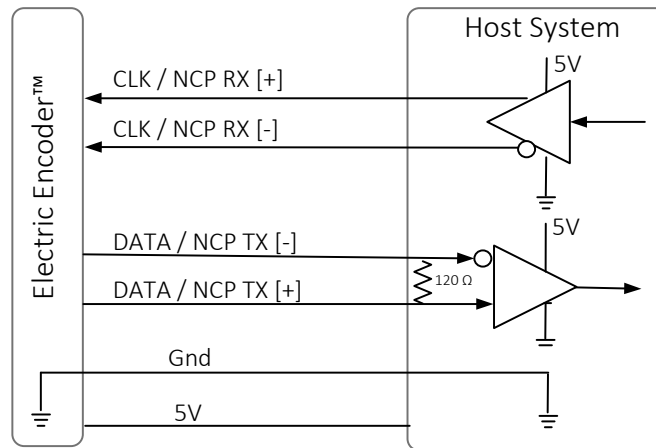 Host System
5V
CLK / NCP RX [+]
CLK / NCP RX [-]
Electric Encoder™
5V
DATA / NCP TX [-]
120 Ω
DATA / NCP TX [+]
Gnd
5V